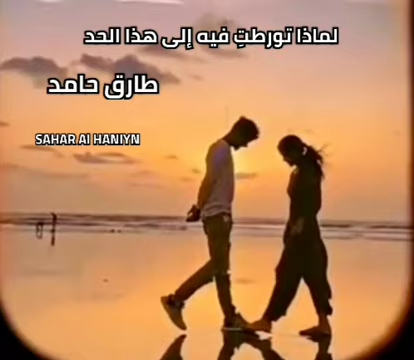 لماذا تورطتِ فيه إلى هذا الحد
طارق حامد
SAHAR Al HANIYN